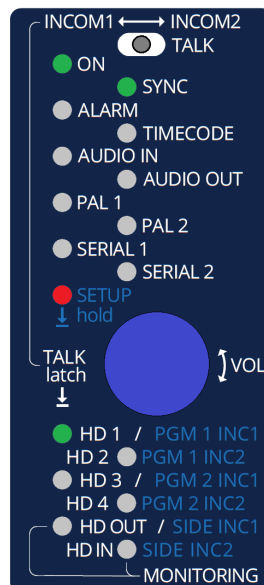 INCOM1 ⟷ INCOM2
TALK
ON
SYNC
ALARM
TIMECODE
AUDIO IN
AUDIO OUT
PAL 1
PAL 2
SERIAL 1
SERIAL 2
SETUP
hold
TALK
latch
VOL
HD 1 / PGM 1 INC1
HD 2 PGM 1 INC2
HD 3 / PGM 2 INC1
HD 4 PGM 2 INC2
HD OUT / SIDE INC1
HD IN SIDE INC2
MONITORING